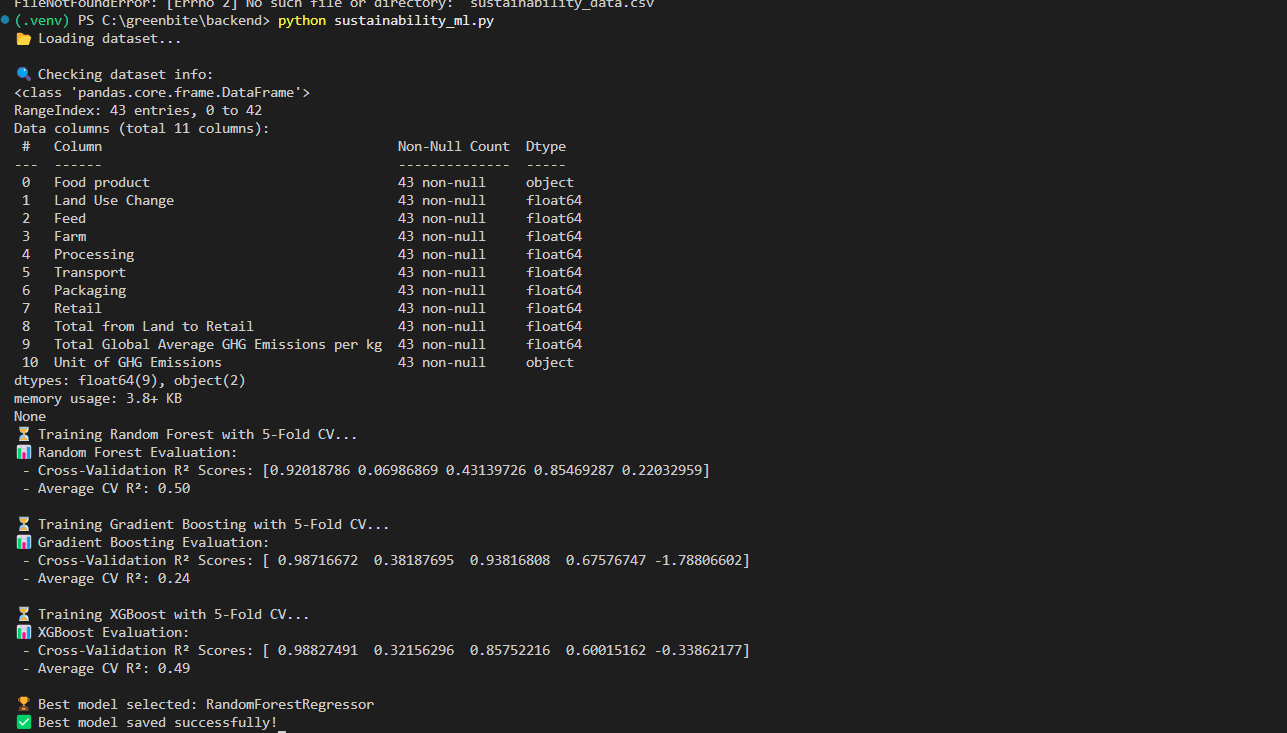 FileNotFoundError: [Errno 2] No such file or directory: 'sustainability_data.csv'
(.venv) PS C:\greenbite\backend> python sustainability_ml.py
📂 Loading dataset...
🔍 Checking dataset info:
<class 'pandas.core.frame.DataFrame'>
RangeIndex: 43 entries, 0 to 42
Data columns (total 11 columns):
 #   Column                                    Non-Null Count  Dtype
---  ------                                    --------------  -----
 0   Food product                              43 non-null     object
 1   Land Use Change                           43 non-null     float64
 2   Feed                                      43 non-null     float64
 3   Farm                                      43 non-null     float64
 4   Processing                                43 non-null     float64
 5   Transport                                 43 non-null     float64
 6   Packaging                                 43 non-null     float64
 7   Retail                                    43 non-null     float64
 8   Total from Land to Retail                 43 non-null     float64
 9   Total Global Average GHG Emissions per kg  43 non-null     float64
 10  Unit of GHG Emissions                     43 non-null     object
dtypes: float64(9), object(2)
memory usage: 3.8+ KB
None
⏳ Training Random Forest with 5-Fold CV...
📊 Random Forest Evaluation:
 - Cross-Validation R² Scores: [0.92018786 0.06986869 0.43139726 0.85469287 0.22032959]
 - Average CV R²: 0.50
⏳ Training Gradient Boosting with 5-Fold CV...
📊 Gradient Boosting Evaluation:
 - Cross-Validation R² Scores: [ 0.98716672  0.38187695  0.93816808  0.67576747 -1.78806602]
 - Average CV R²: 0.24
⏳ Training XGBoost with 5-Fold CV...
📊 XGBoost Evaluation:
 - Cross-Validation R² Scores: [ 0.98827491  0.32156296  0.85752216  0.60015162 -0.33862177]
 - Average CV R²: 0.49
🏆 Best model selected: RandomForestRegressor
✅ Best model saved successfully!